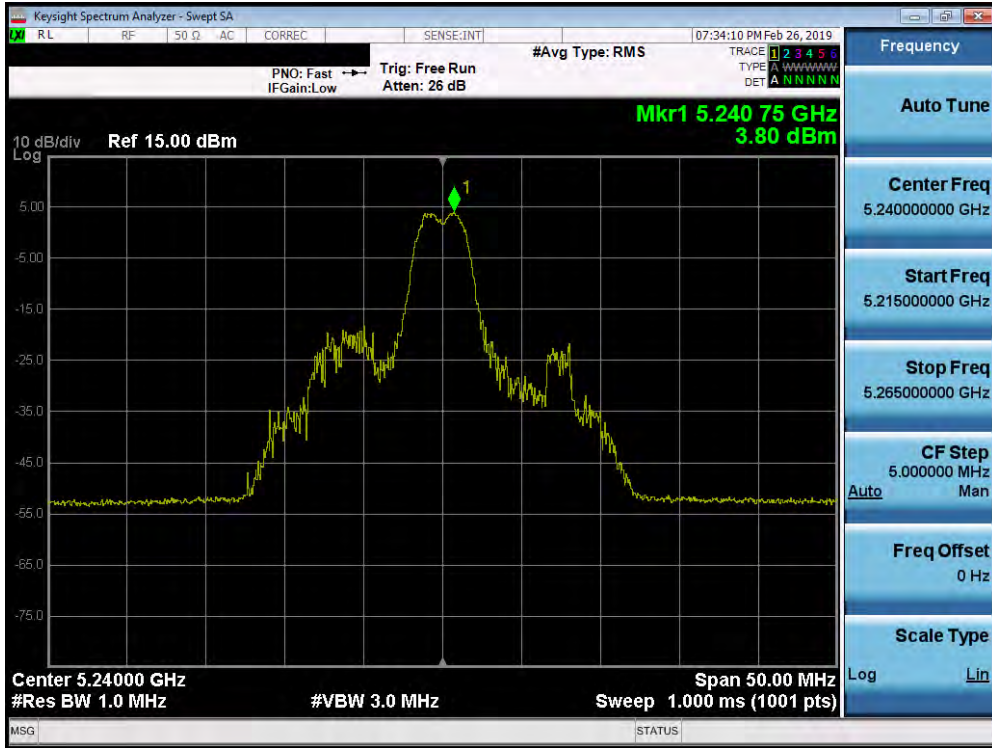 Keysight Spectrum Analyzer - Swept SA
LXI RL RF 50 Ω AC CORREC SENSE:INT 07:34:10 PM Feb 26, 2019
#Avg Type: RMS TRACE 1 2 3 4 5 6
PNO: Fast Trig: Free Run TYPE A WWWWW
IFGain:Low Atten: 26 dB DET A N N N N N
Mkr1 5.240 75 GHz
10 dB/div Ref 15.00 dBm 3.80 dBm
Log
1
5.00
-5.00
-15.0
-25.0
-35.0
-45.0
-55.0
-65.0
-75.0
Center 5.24000 GHz Span 50.00 MHz
#Res BW 1.0 MHz #VBW 3.0 MHz Sweep 1.000 ms (1001 pts)
MSG STATUS
Frequency
Auto Tune
Center Freq
5.240000000 GHz
Start Freq
5.215000000 GHz
Stop Freq
5.265000000 GHz
CF Step
5.000000 MHz
Auto Man
Freq Offset
0 Hz
Scale Type
Log Lin